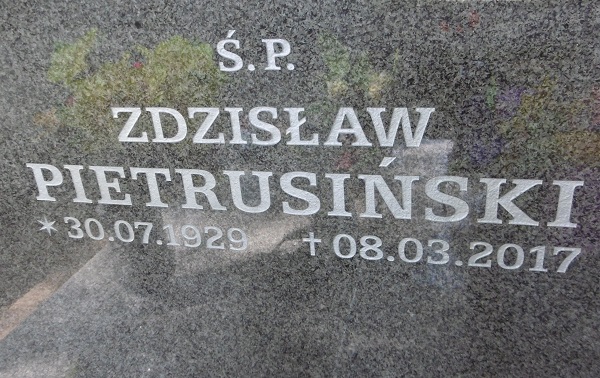 Ś.P.
ZDZISŁAW
PIETRUSIŃSKI
*30.07.1929 †08.03.2017